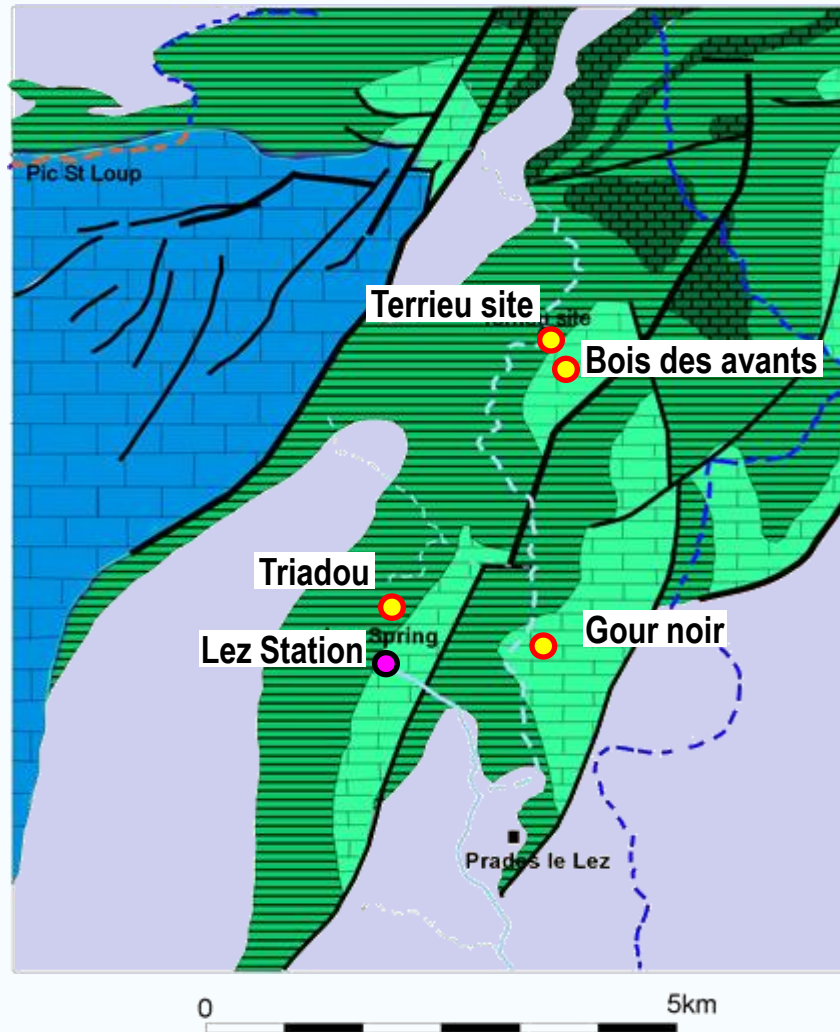 Pic St Loup
Terrieu site
site
Bois des avants
Triadou
Spring
Lez Station
Gour noir
Prades le Lez
0 5km